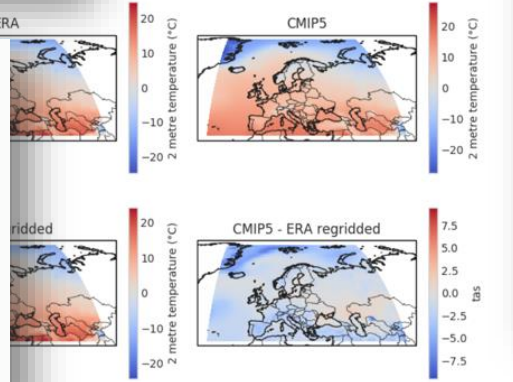 ERA
CMIP5
20
10
0
−10
−20
2 metre temperature (°C)
20
10
0
−10
−20
2 metre temperature (°C)
ridded
CMIP5 - ERA regridded
20
10
0
−10
−20
2 metre temperature (°C)
7.5
5.0
2.5
0.0
−2.5
−5.0
−7.5
tas